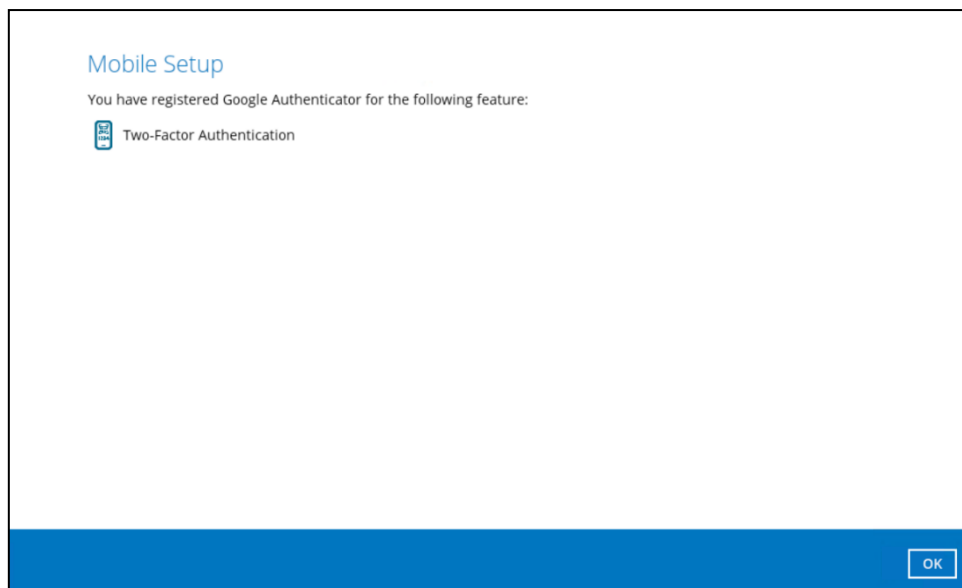 Mobile Setup
You have registered Google Authenticator for the following feature:
Two-Factor Authentication
OK